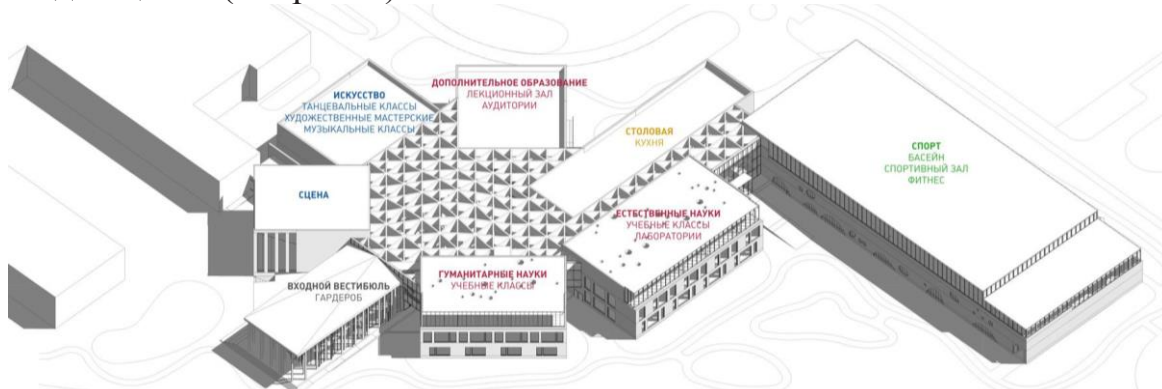 ДОПОЛНИТЕЛЬНОЕ ОБРАЗОВАНИЕ
ЛЕКЦИОННЫЙ ЗАЛ
АУДИТОРИИ
ИСКУССТВО
ТАНЦЕВАЛЬНЫЕ КЛАССЫ
ХУДОЖЕСТВЕННЫЕ МАСТЕРСКИЕ
МУЗЫКАЛЬНЫЕ КЛАССЫ
СТОЛОВАЯ
КУХНЯ
СПОРТ
БАСЕЙН
СПОРТИВНЫЙ ЗАЛ
ФИТНЕС
СЦЕНА
ЕСТБСТВЕННЫЕ НАУКИ
УЧЕБНЫЕ КЛАССЫ
ЛАБОРАТОРИИ
ГУМАНИТАРНЫЕ НАУКИ
УЧЕБНЫЕ КЛАССЫ
ВХОДНОЙ ВЕСТИБЮЛЬ
ГАРДЕРОБ